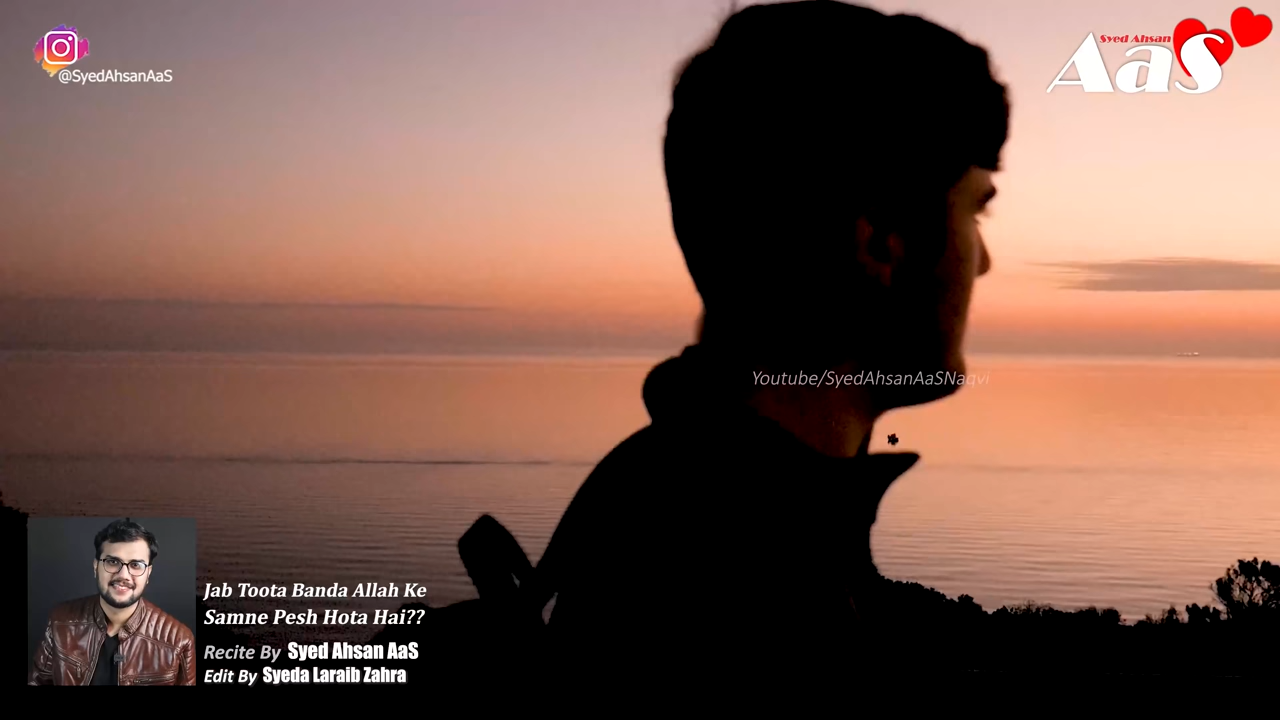 @SyedAhsanAaS
Syed Ahsan
AaS
Youtube/SyedAhsanAaSNaqvi
Jab Toota Banda Allah Ke
Samne Pesh Hota Hai??
Recite By Syed Ahsan AaS
Edit By Syeda Laraib Zahra